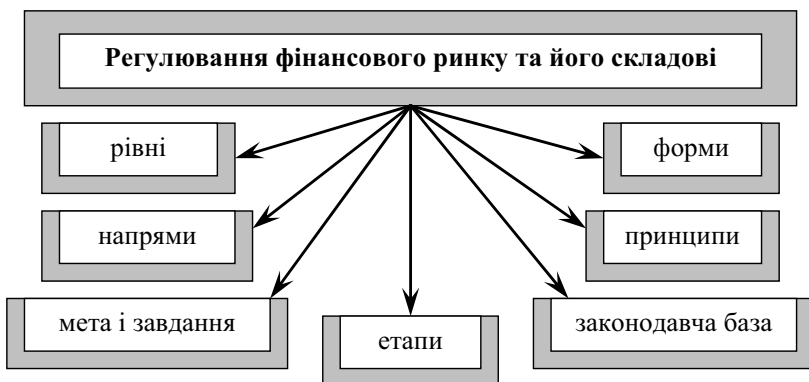 Регулювання фінансового ринку та його складові
рівні
форми
напрями
принципи
мета і завдання
етапи
законодавча база